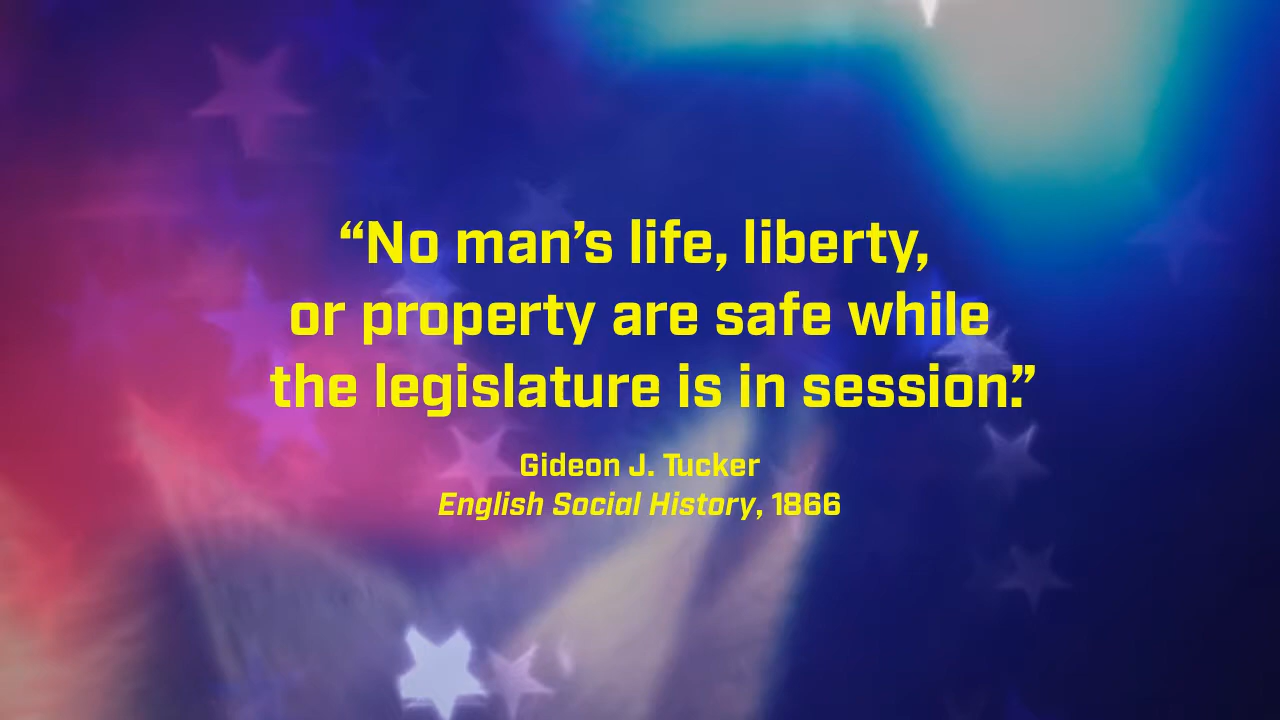 “No man’s life, liberty,
or property are safe while
the legislature is in session.”
Gideon J. Tucker
English Social History, 1866